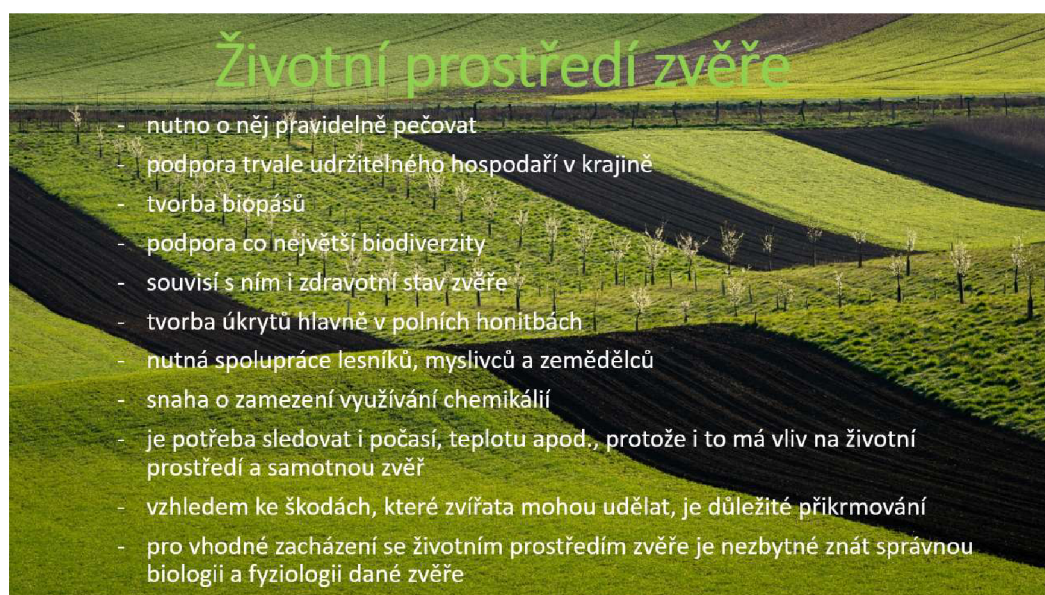 Životní prostředí zvěře
- nutno o něj pravidelně pečovat
- podpora trvale udržitelného hospodaří v krajině
- tvorba biopásů
- podpora co největší biodiverzity
- souvisí s ním i zdravotní stav zvěře
- tvorba úkrytů hlavně v polních honitbách
- nutná spolupráce lesníků, myslivců a zemědělců
- snaha o zamezení využívání chemikálií
- je potřeba sledovat i počasí, teplotu apod., protože i to má vliv na životní
prostředí a samotnou zvěř
- vzhledem ke škodách, které zvířata mohou udělat, je důležité přikrmování
- pro vhodné zacházení se životním prostředím zvěře je nezbytné znát správnou
biologii a fyziologii dané zvěře